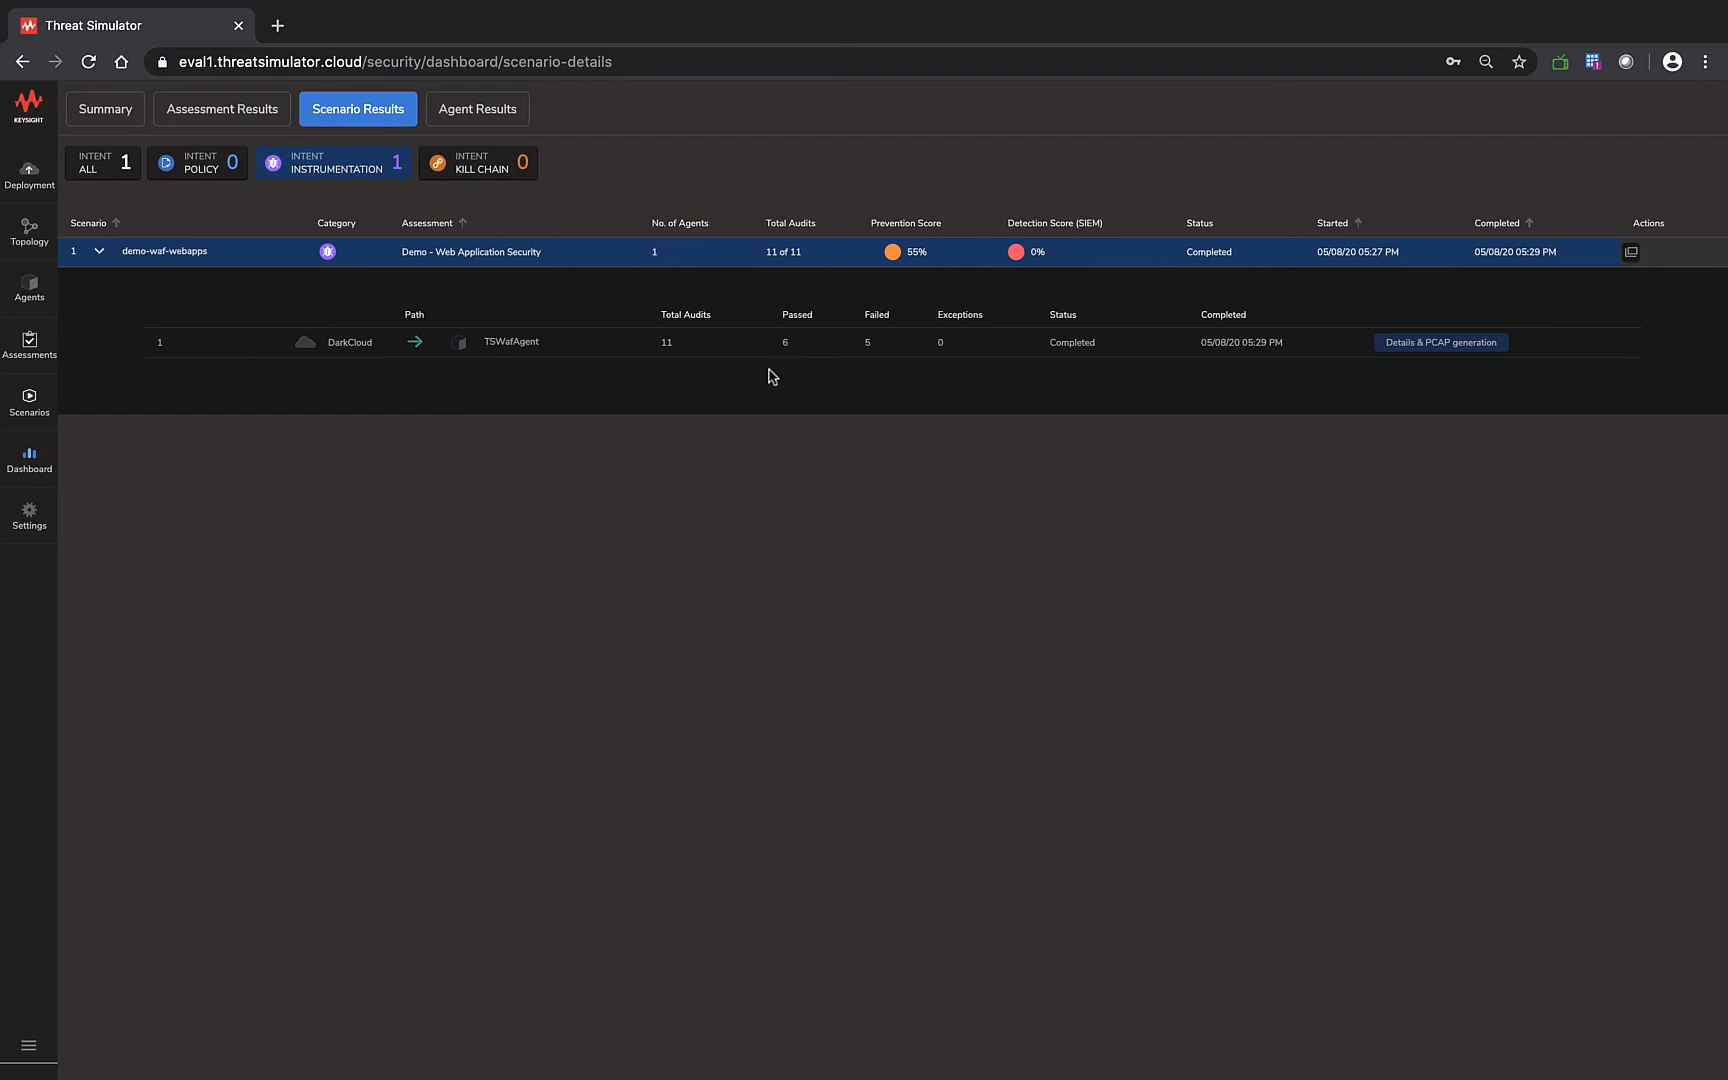 Threat Simulator
eval1.threatsimulator.cloud/security/dashboard/scenario-details
KEYSIGHT
Summary
Assessment Results
Scenario Results
Agent Results
INTENT ALL 1
INTENT POLICY 0
INTENT INSTRUMENTATION 1
INTENT KILL CHAIN 0
Deployment
Topology
Agents
Assessments
Scenarios
Dashboard
Settings
Scenario Category Assessment No. of Agents Total Audits Prevention Score Detection Score (SIEM) Status Started Completed Actions
1 demo-waf-webapps Demo - Web Application Security 1 11 of 11 55% 0% Completed 05/08/20 05:27 PM 05/08/20 05:29 PM
Path Total Audits Passed Failed Exceptions Status Completed
1 DarkCloud TSWafAgent 11 6 5 0 Completed 05/08/20 05:29 PM Details & PCAP generation